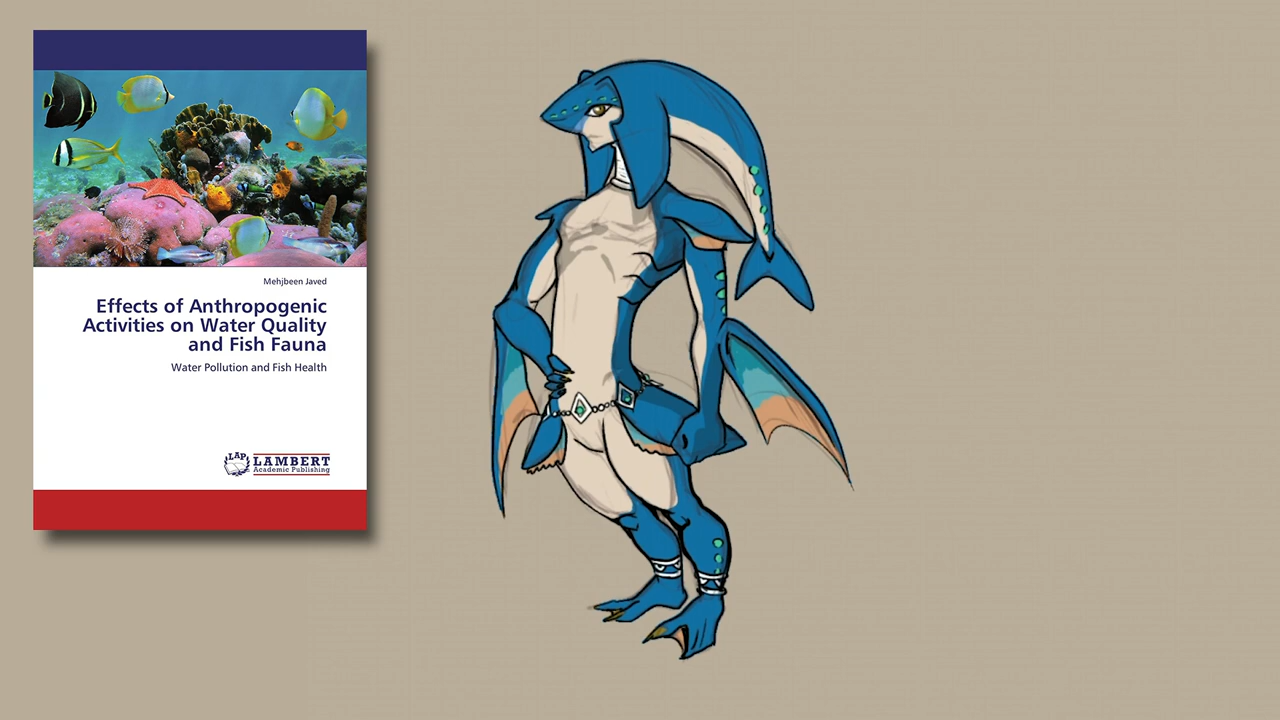 Mehjbeen Javed
Effects of Anthropogenic
Activities on Water Quality
and Fish Fauna
Water Pollution and Fish Health
LAP
LAMBERT
Academic Publishing